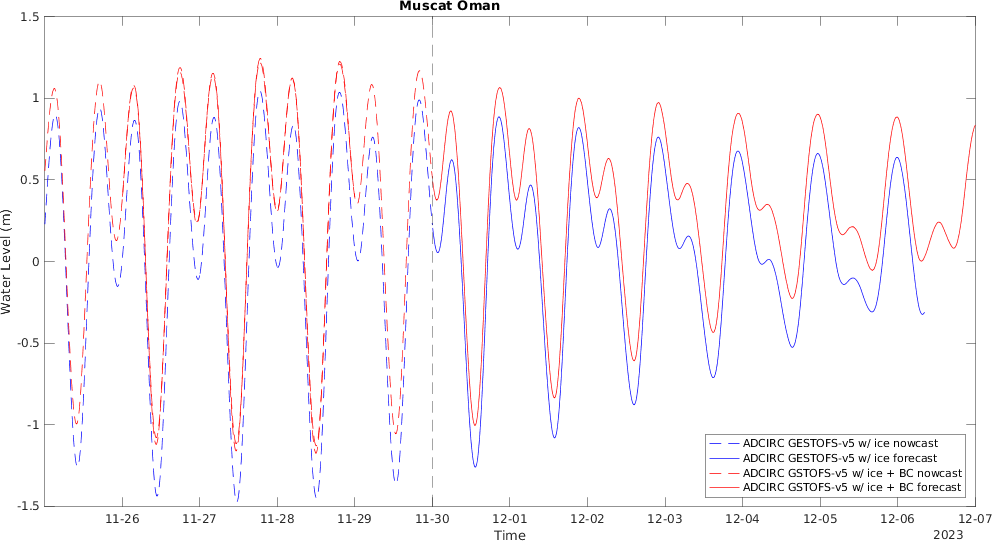 Muscat Oman
Water Level (m)
1.5
1
0.5
0
-0.5
-1
-1.5
11-26
11-27
11-28
11-29
11-30
12-01
12-02
12-03
12-04
12-05
12-06
12-07
Time
2023
ADCIRC GESTOFS-v5 w/ ice nowcast
ADCIRC GESTOFS-v5 w/ ice forecast
ADCIRC GSTOFS-v5 w/ ice + BC nowcast
ADCIRC GSTOFS-v5 w/ ice + BC forecast